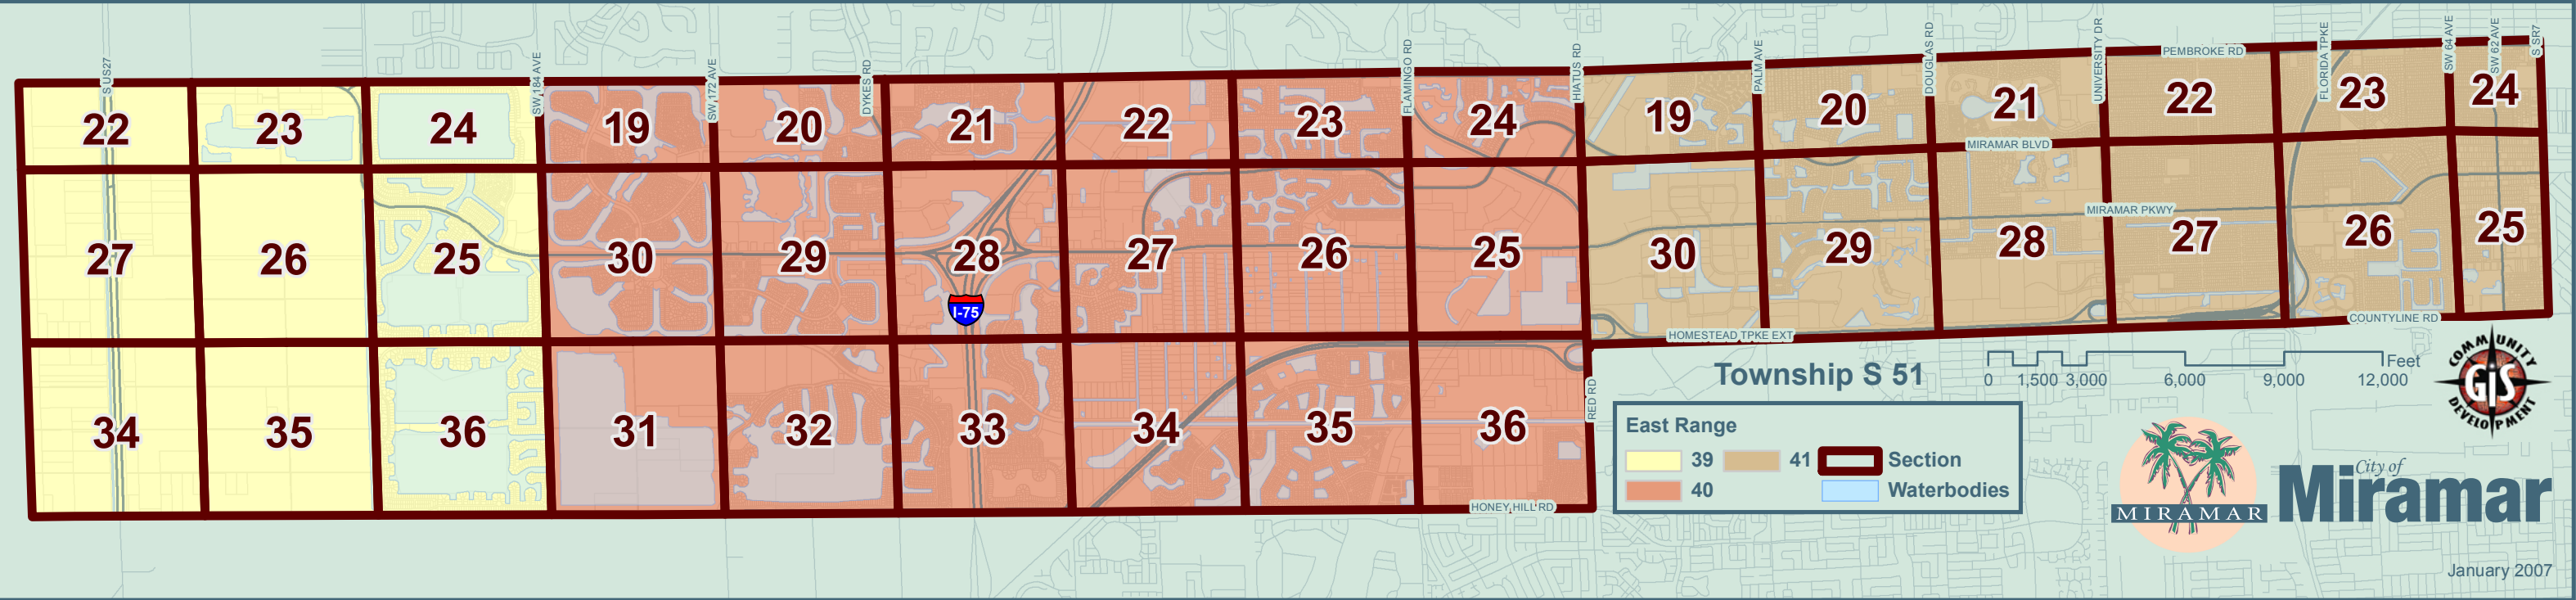 S US27
SW 184 AVE
SW 172 AVE
DYKES RD
FLAMINGO RD
HIATUS RD
PALM AVE
DOUGLAS RD
UNIVERSITY DR
PEMBROKE RD
FLORIDA TPKE
SW 64 AVE
SW 62 AVE
S SR7
22 23 24 19 20 21 22 23 24 19 20 21 22 23 24
MIRAMAR BLVD
27 26 25 30 29 28 27 26 25 30 29 28 27 26 25
MIRAMAR PKWY
I-75
COUNTYLINE RD
HOMESTEAD TPKE EXT
34 35 36 31 32 33 34 35 36
RED RD
HONEY HILL RD
Township S 51
Feet
0 1,500 3,000 6,000 9,000 12,000
East Range
39 41 Section
40 Waterbodies
COMMUNITY
GIS
DEVELOPMENT
MIRAMAR
City of
Miramar
January 2007